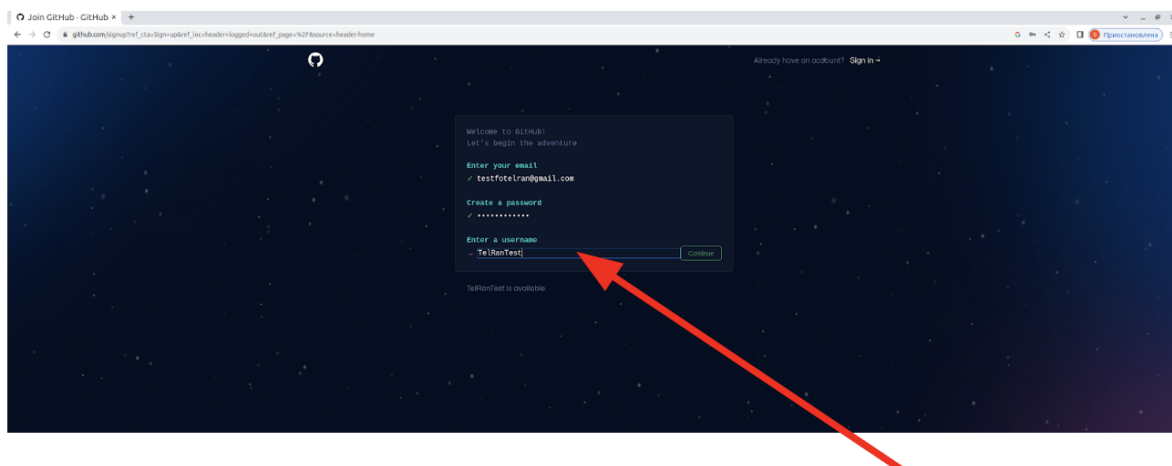 Join GitHub · GitHub
github.com/signup?ref_cta=Sign+up&ref_loc=header+logged+out&ref_page=%2F&source=header-home
Приостановлена
Already have an account? Sign in →
Welcome to GitHub!
Let's begin the adventure
Enter your email
✓ testfotelran@gmail.com
Create a password
✓ ••••••••••••
Enter a username
→ TelRanTest
Continue
TelRanTest is available.